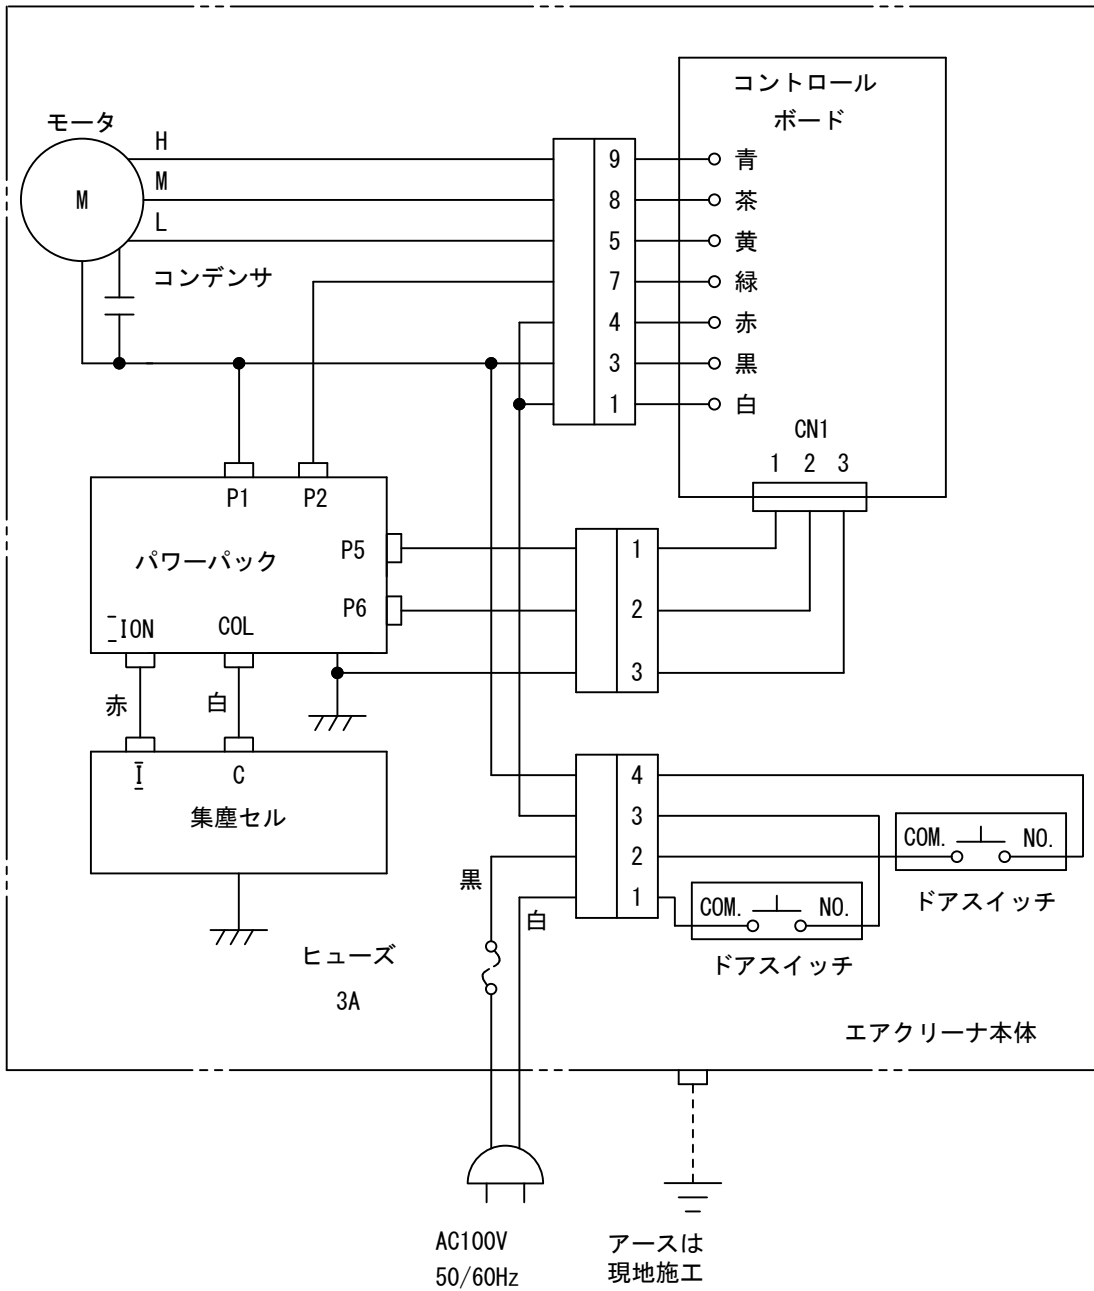 コントロール
ボード
モータ
M
H
M
L
コンデンサ
9 青
8 茶
5 黄
7 緑
4 赤
3 黒
1 白
CN1
1 2 3
P1 P2
パワーパック
P5
P6
ION COL
1
2
3
赤 白
I C
集塵セル
4
3
2
1
COM. NO.
ドアスイッチ
COM. NO.
ドアスイッチ
黒
白
ヒューズ
3A
エアクリーナ本体
AC100V
50/60Hz
アースは
現地施工